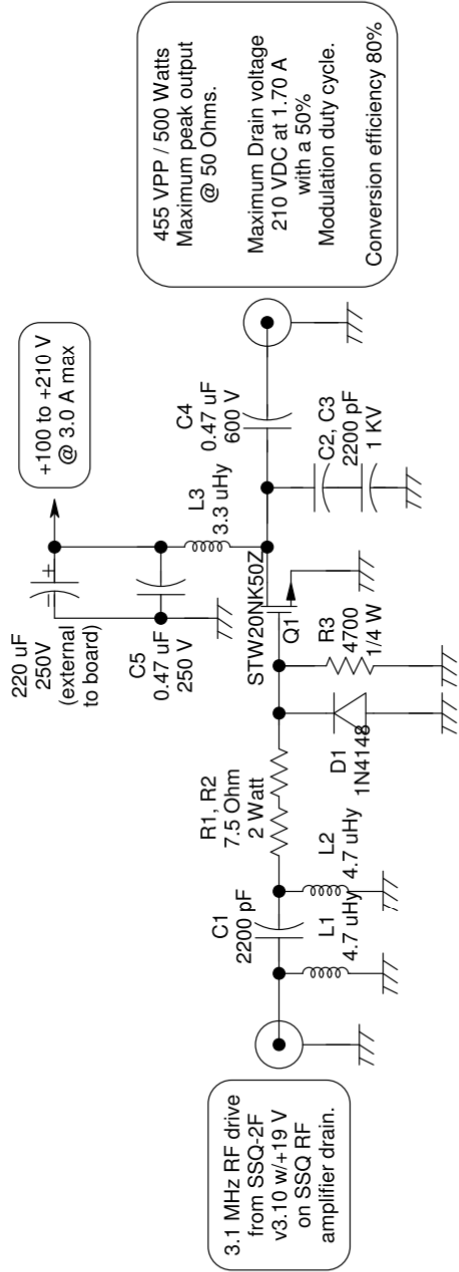 3.1 MHz RF drive
from SSQ-2F
v3.10 w/+19 V
on SSQ RF
amplifier drain.
C1
2200 pF
L1
4.7 uHy
L2
4.7 uHy
R1, R2
7.5 Ohm
2 Watt
D1
1N4148
R3
4700
1/4 W
STW20NK50Z
Q1
220 uF
250V
(external
to board)
C5
0.47 uF
250 V
+100 to +210 V
@ 3.0 A max
L3
3.3 uHy
C4
0.47 uF
600 V
C2, C3
2200 pF
1 KV
455 VPP / 500 Watts
Maximum peak output
@ 50 Ohms.
Maximum Drain voltage
210 VDC at 1.70 A
with a 50%
Modulation duty cycle.
Conversion efficiency 80%